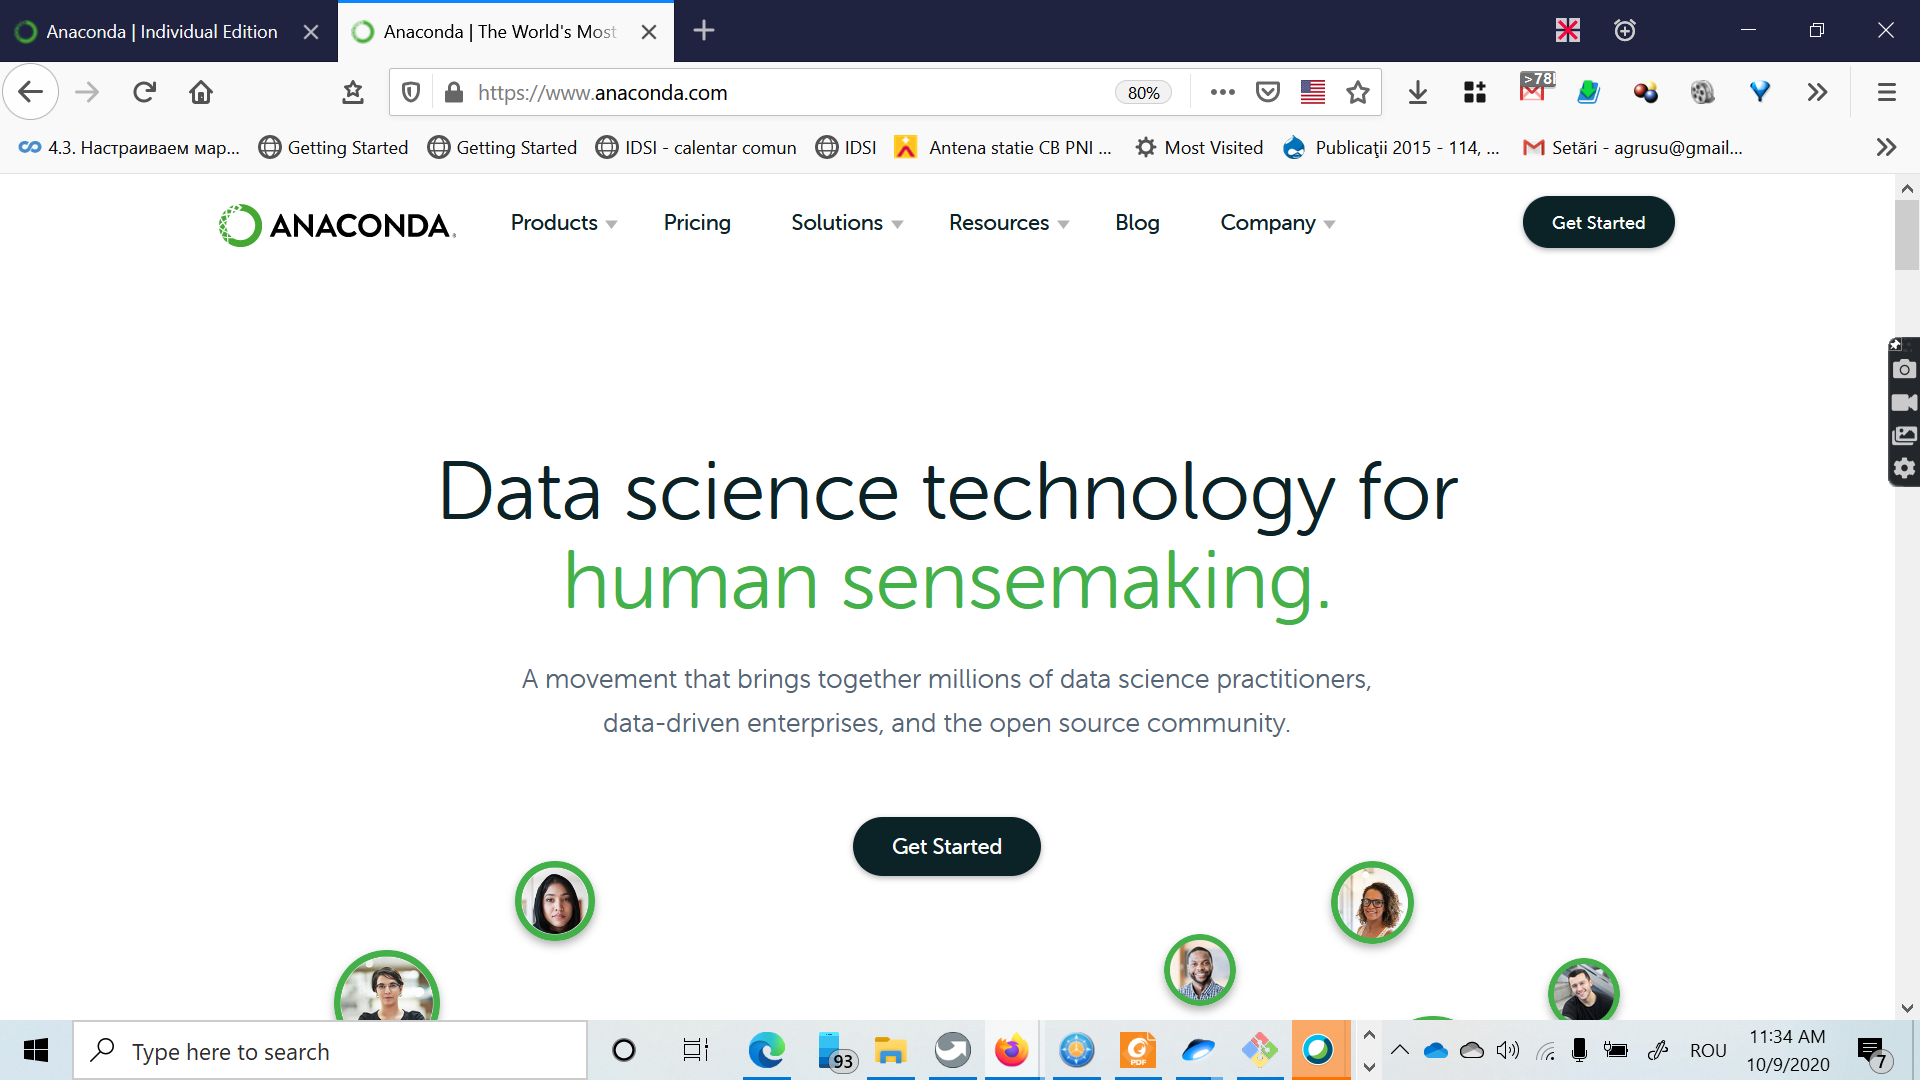 Anaconda | Individual Edition
Anaconda | The World's Most
https://www.anaconda.com
80%
>78
4.3. Настраиваем мар...
Getting Started
Getting Started
IDSI - calentar comun
IDSI
Antena statie CB PNI ...
Most Visited
Publicaţii 2015 - 114, ...
Setări - agrusu@gmail...
ANACONDA
Products
Pricing
Solutions
Resources
Blog
Company
Get Started
Data science technology for
human sensemaking.
A movement that brings together millions of data science practitioners,
data-driven enterprises, and the open source community.
Get Started
Type here to search
93
PDF
ROU
11:34 AM
10/9/2020
7